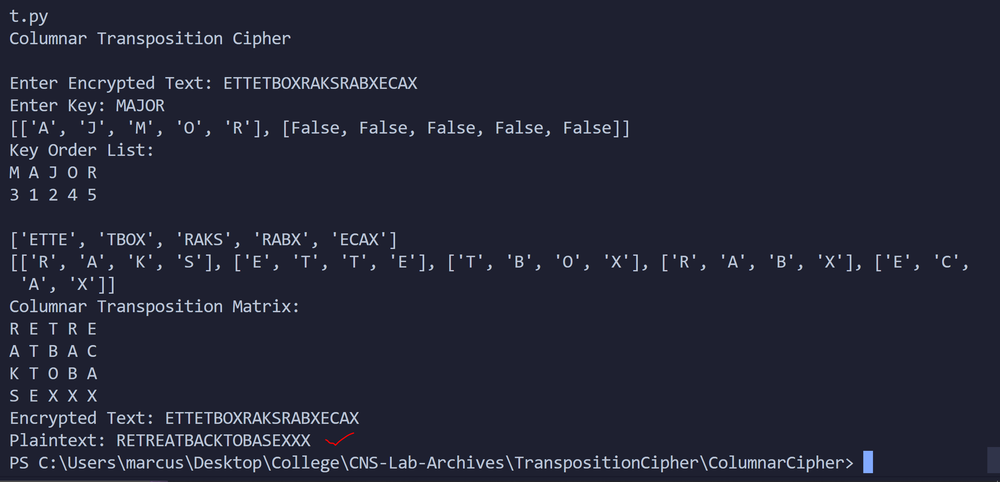 t.py
Columnar Transposition Cipher
Enter Encrypted Text: ETTETBOXRAKSRABXECAX
Enter Key: MAJOR
[['A', 'J', 'M', 'O', 'R'], [False, False, False, False, False]]
Key Order List:
M A J O R
3 1 2 4 5
['ETTE', 'TBOX', 'RAKS', 'RABX', 'ECAX']
[['R', 'A', 'K', 'S'], ['E', 'T', 'T', 'E'], ['T', 'B', 'O', 'X'], ['R', 'A', 'B', 'X'], ['E', 'C',
 'A', 'X']]
Columnar Transposition Matrix:
R E T R E
A T B A C
K T O B A
S E X X X
Encrypted Text: ETTETBOXRAKSRABXECAX
Plaintext: RETREATBACKTOBASEXXX
PS C:\Users\marcus\Desktop\College\CNS-Lab-Archives\TranspositionCipher\ColumnarCipher>